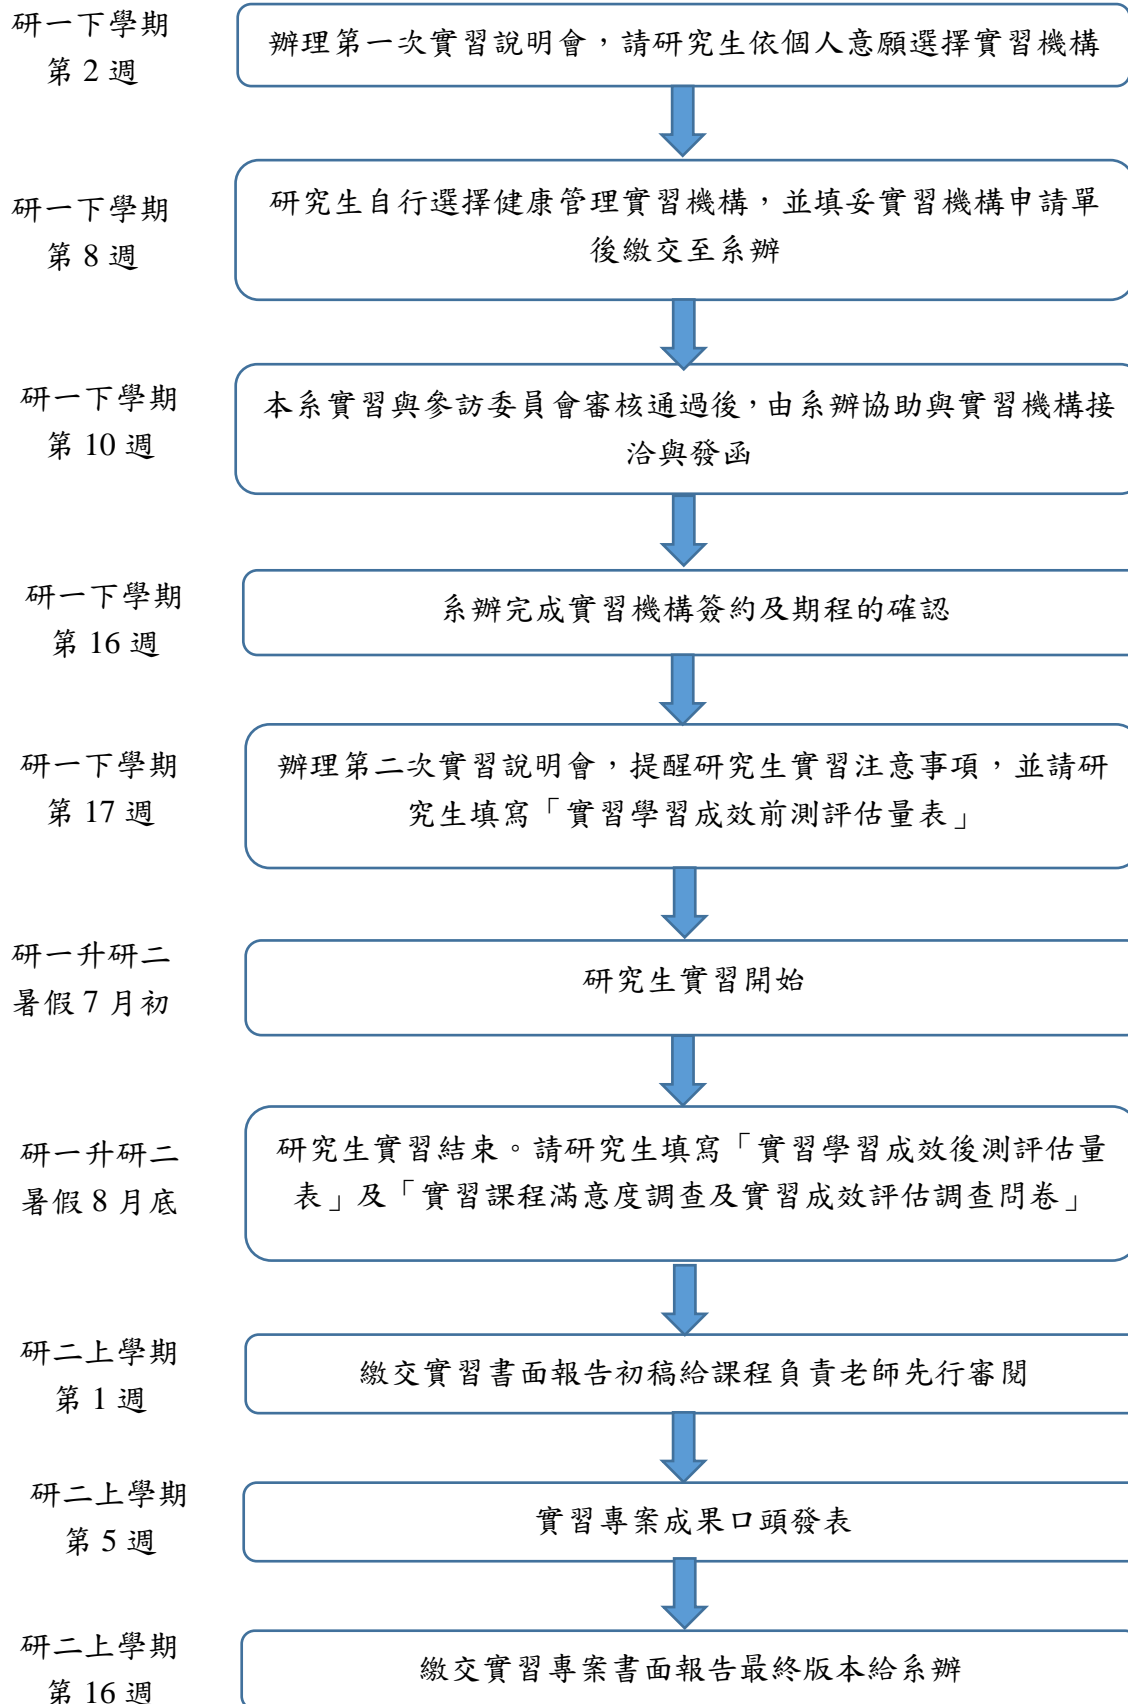 研一下學期
第 2 週
辦理第一次實習說明會，請研究生依個人意願選擇實習機構
研一下學期
第 8 週
研究生自行選擇健康管理實習機構，並填妥實習機構申請單
後繳交至系辦
研一下學期
第 10 週
本系實習與參訪委員會審核通過後，由系辦協助與實習機構接
洽與發函
研一下學期
第 16 週
系辦完成實習機構簽約及期程的確認
研一下學期
第 17 週
辦理第二次實習說明會，提醒研究生實習注意事項，並請研
究生填寫「實習學習成效前測評估量表」
研一升研二
暑假 7 月初
研究生實習開始
研一升研二
暑假 8 月底
研究生實習結束。請研究生填寫「實習學習成效後測評估量
表」及「實習課程滿意度調查及實習成效評估調查問卷」
研二上學期
第 1 週
繳交實習書面報告初稿給課程負責老師先行審閱
研二上學期
第 5 週
實習專案成果口頭發表
研二上學期
第 16 週
繳交實習專案書面報告最終版本給系辦